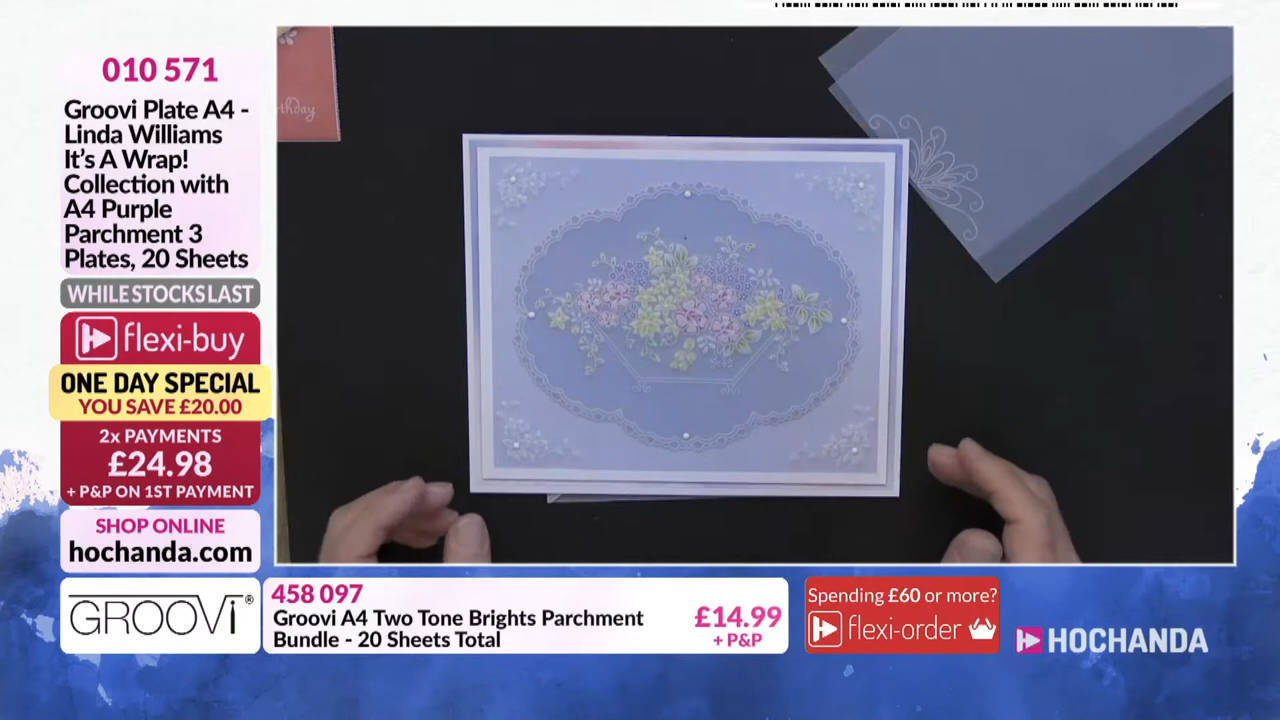 010 571
Groovi Plate A4 -
Linda Williams
It's A Wrap!
Collection with
A4 Purple
Parchment 3
Plates, 20 Sheets
WHILE STOCKS LAST
flexi-buy
ONE DAY SPECIAL
YOU SAVE £20.00
2x PAYMENTS
£24.98
+ P&P ON 1ST PAYMENT
SHOP ONLINE
hochanda.com
GROOVi®
458 097
Groovi A4 Two Tone Brights Parchment
Bundle - 20 Sheets Total
£14.99
+ P&P
Spending £60 or more?
flexi-order
HOCHANDA